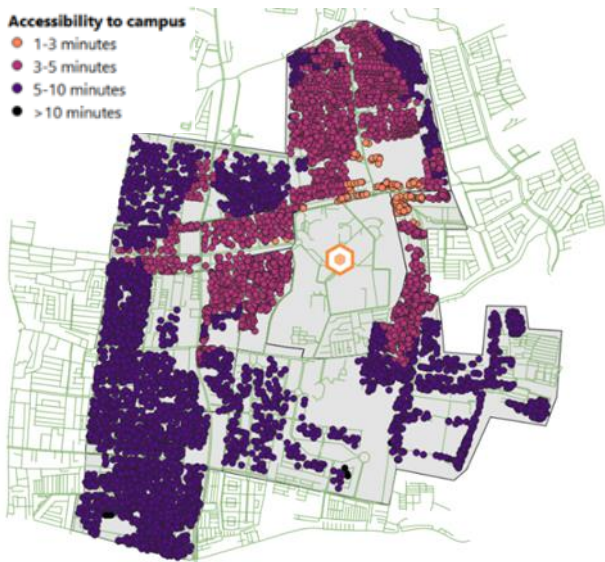 Accessibility to campus
1-3 minutes
3-5 minutes
5-10 minutes
>10 minutes